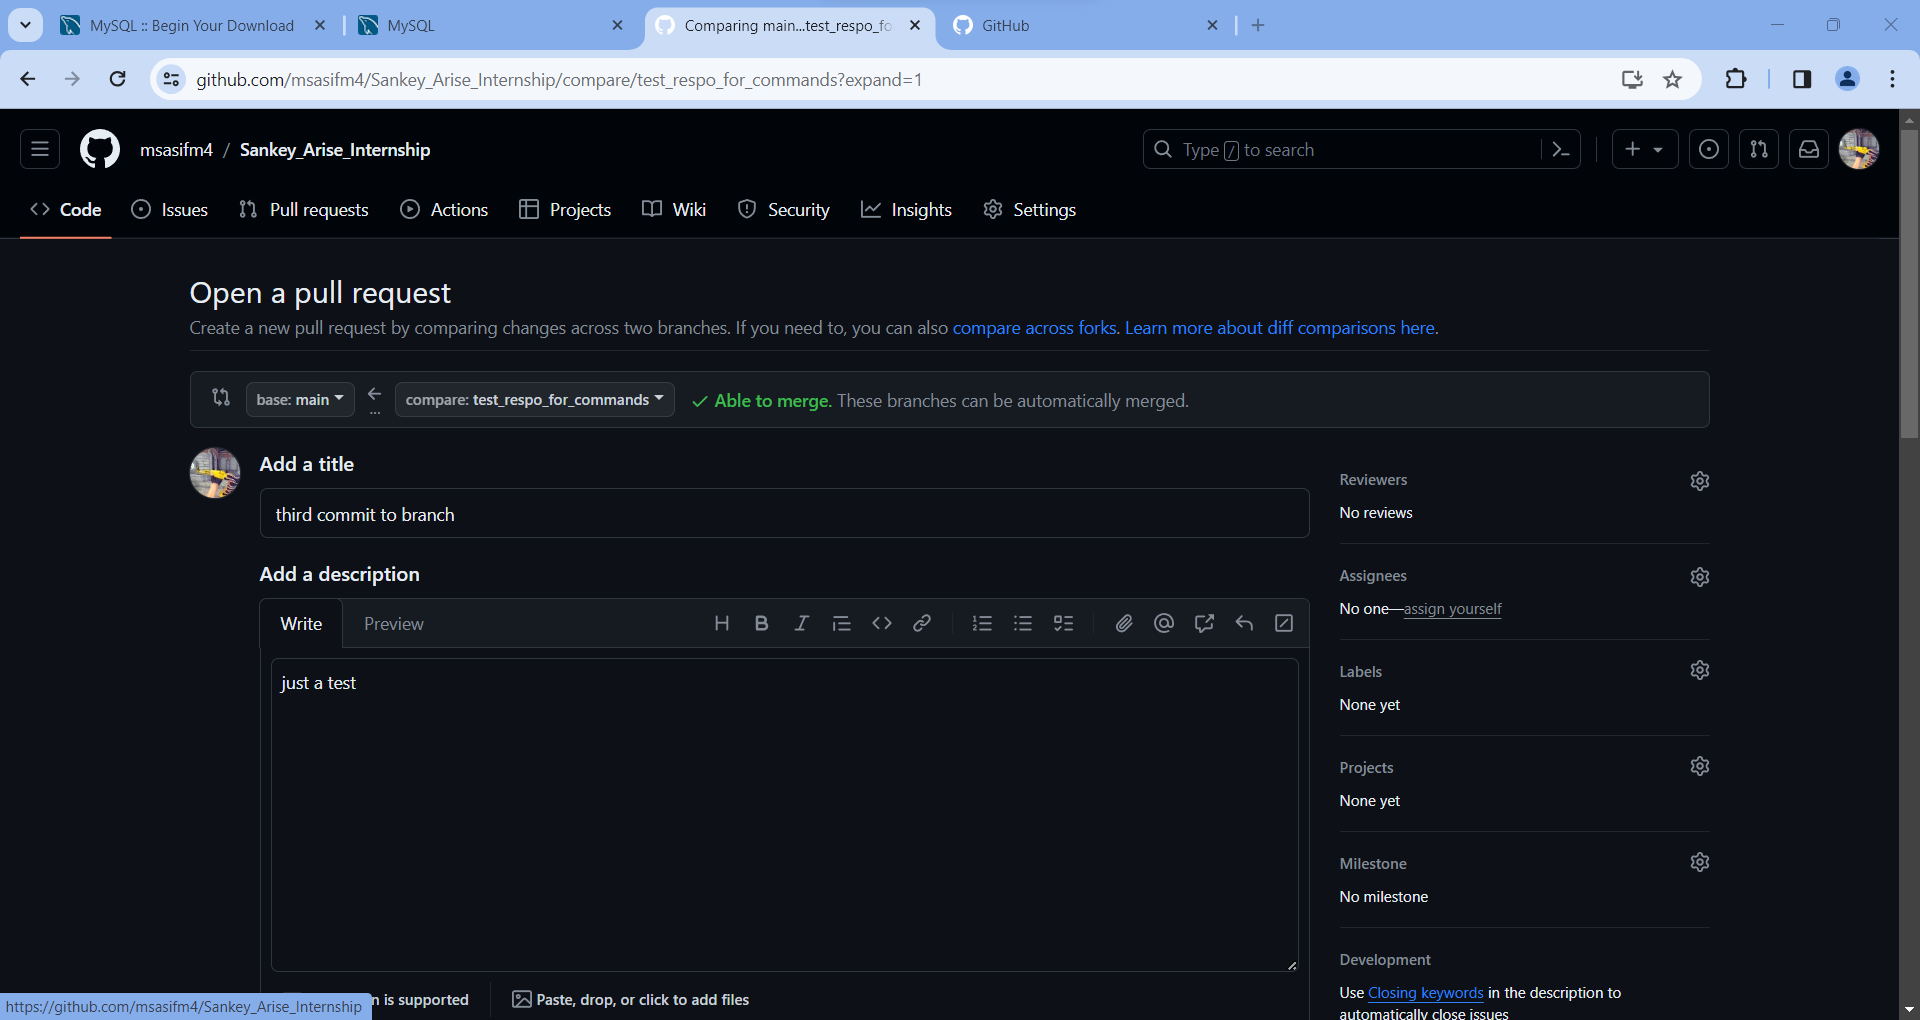 MySQL :: Begin Your Download
MySQL
Comparing main...test_respo_fo
GitHub
github.com/msasifm4/Sankey_Arise_Internship/compare/test_respo_for_commands?expand=1
msasifm4 / Sankey_Arise_Internship
Type / to search
Code
Issues
Pull requests
Actions
Projects
Wiki
Security
Insights
Settings
Open a pull request
Create a new pull request by comparing changes across two branches. If you need to, you can also compare across forks. Learn more about diff comparisons here.
base: main
...
compare: test_respo_for_commands
Able to merge. These branches can be automatically merged.
Add a title
third commit to branch
Add a description
Write
Preview
just a test
n is supported
Paste, drop, or click to add files
Reviewers
No reviews
Assignees
No one—assign yourself
Labels
None yet
Projects
None yet
Milestone
No milestone
Development
Use Closing keywords in the description to
automatically close issues
https://github.com/msasifm4/Sankey_Arise_Internship